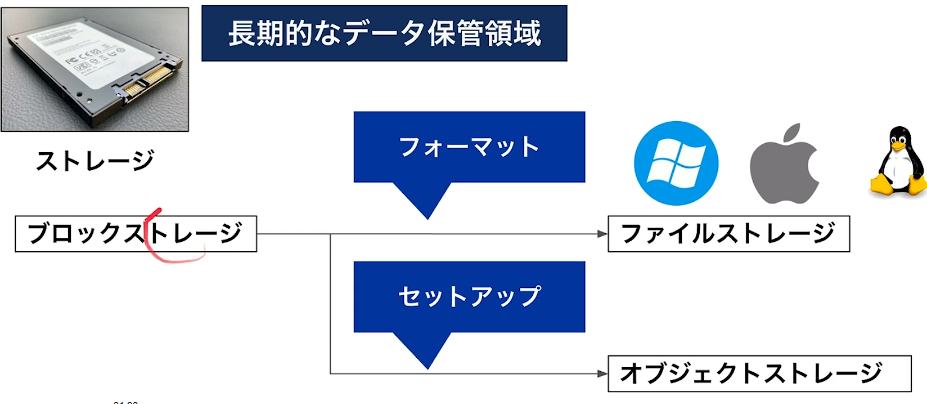 長期的なデータ保管領域
ストレージ
フォーマット
ブロックストレージ
ファイルストレージ
セットアップ
オブジェクトストレージ